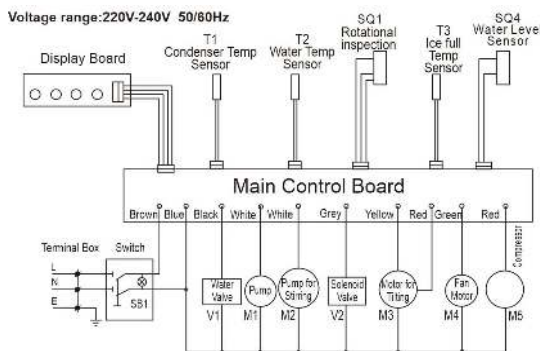 Voltage range:220V-240V 50/60Hz
Display Board
T1
Condenser Temp
Sensor
T2
Water Temp
Sensor
SQ1
Rotational
inspection
T3
Ice full
Temp
Sensor
SQ4
Water Leve
Sensor
Main Control Board
Brown
Blue
Black
White
White
Grey
Yellow
Red
Green
Red
Terminal Box
Switch
L
N
E
SB1
Water
Valve
V1
Pump
M1
Pump for
Stirring
M2
Solenoid
Valve
V2
Motor for
Tilting
M3
Fan
Motor
M4
Compressor
M5